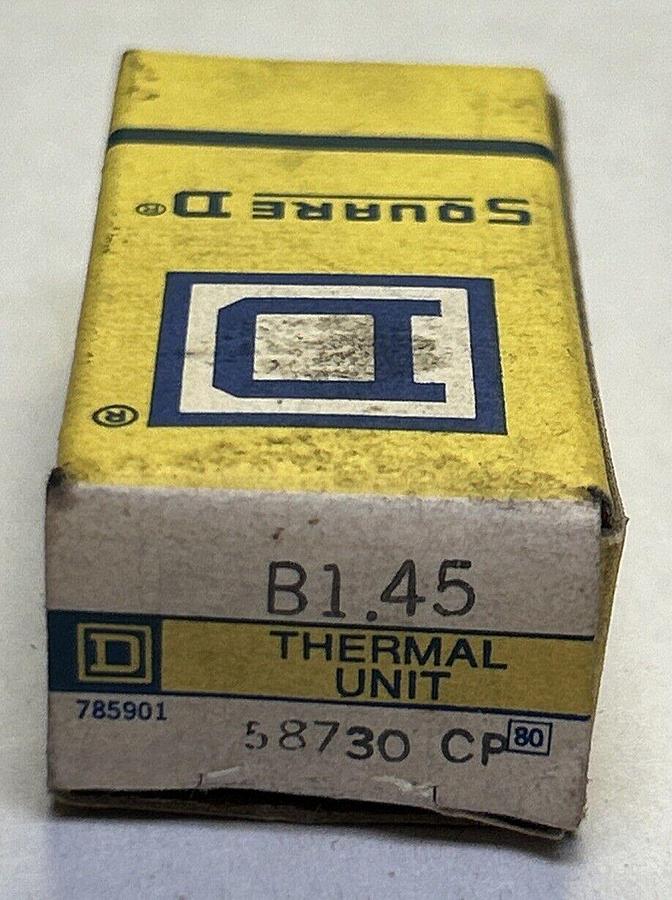 SQUARE D®
D
®
B1.45
D
THERMAL
UNIT
785901
58730 CP 80